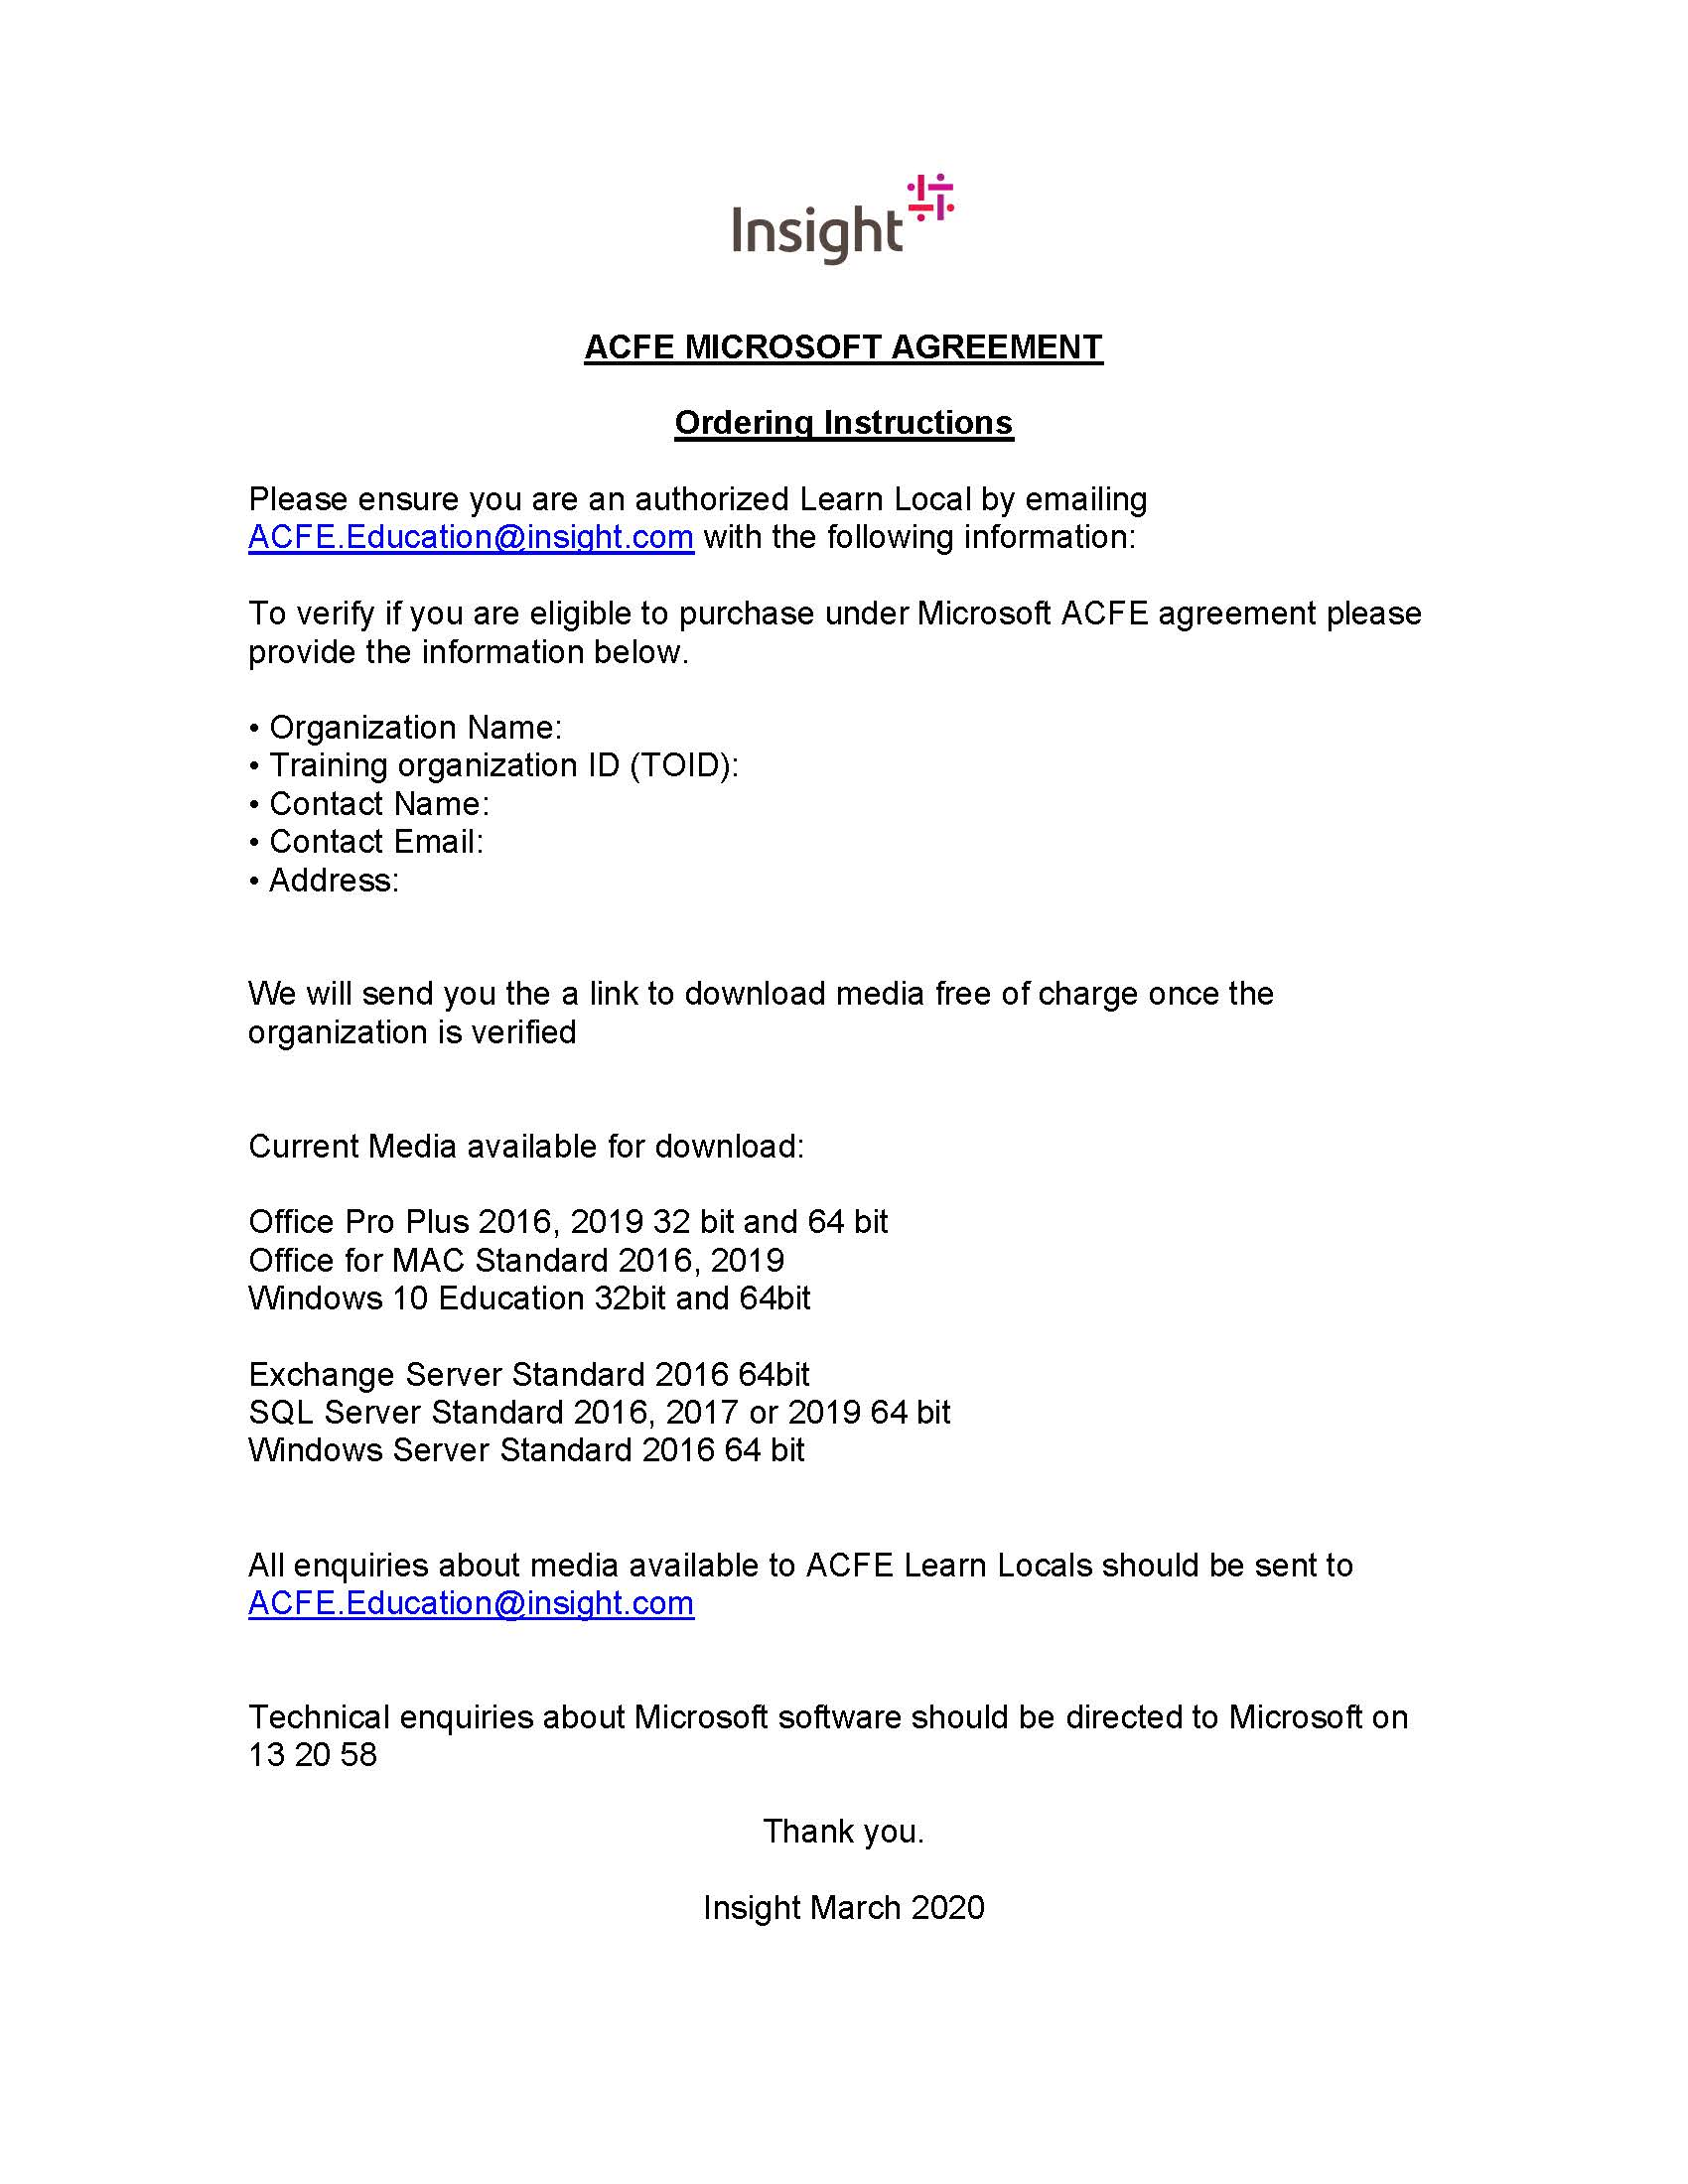 Insight
ACFE MICROSOFT AGREEMENT
Ordering Instructions
Please ensure you are an authorized Learn Local by emailing
ACFE.Education@insight.com with the following information:
To verify if you are eligible to purchase under Microsoft ACFE agreement please
provide the information below.
• Organization Name:
• Training organization ID (TOID):
• Contact Name:
• Contact Email:
• Address:
We will send you the a link to download media free of charge once the
organization is verified
Current Media available for download:
Office Pro Plus 2016, 2019 32 bit and 64 bit
Office for MAC Standard 2016, 2019
Windows 10 Education 32bit and 64bit
Exchange Server Standard 2016 64bit
SQL Server Standard 2016, 2017 or 2019 64 bit
Windows Server Standard 2016 64 bit
All enquiries about media available to ACFE Learn Locals should be sent to
ACFE.Education@insight.com
Technical enquiries about Microsoft software should be directed to Microsoft on
13 20 58
Thank you.
Insight March 2020